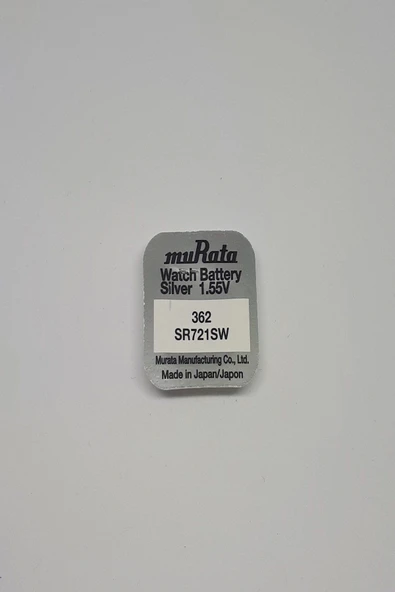 muRata
Watch Battery
Silver 1.55V
362
SR721SW
Murata Manufacturing Co., Ltd.
Made in Japan/Japon